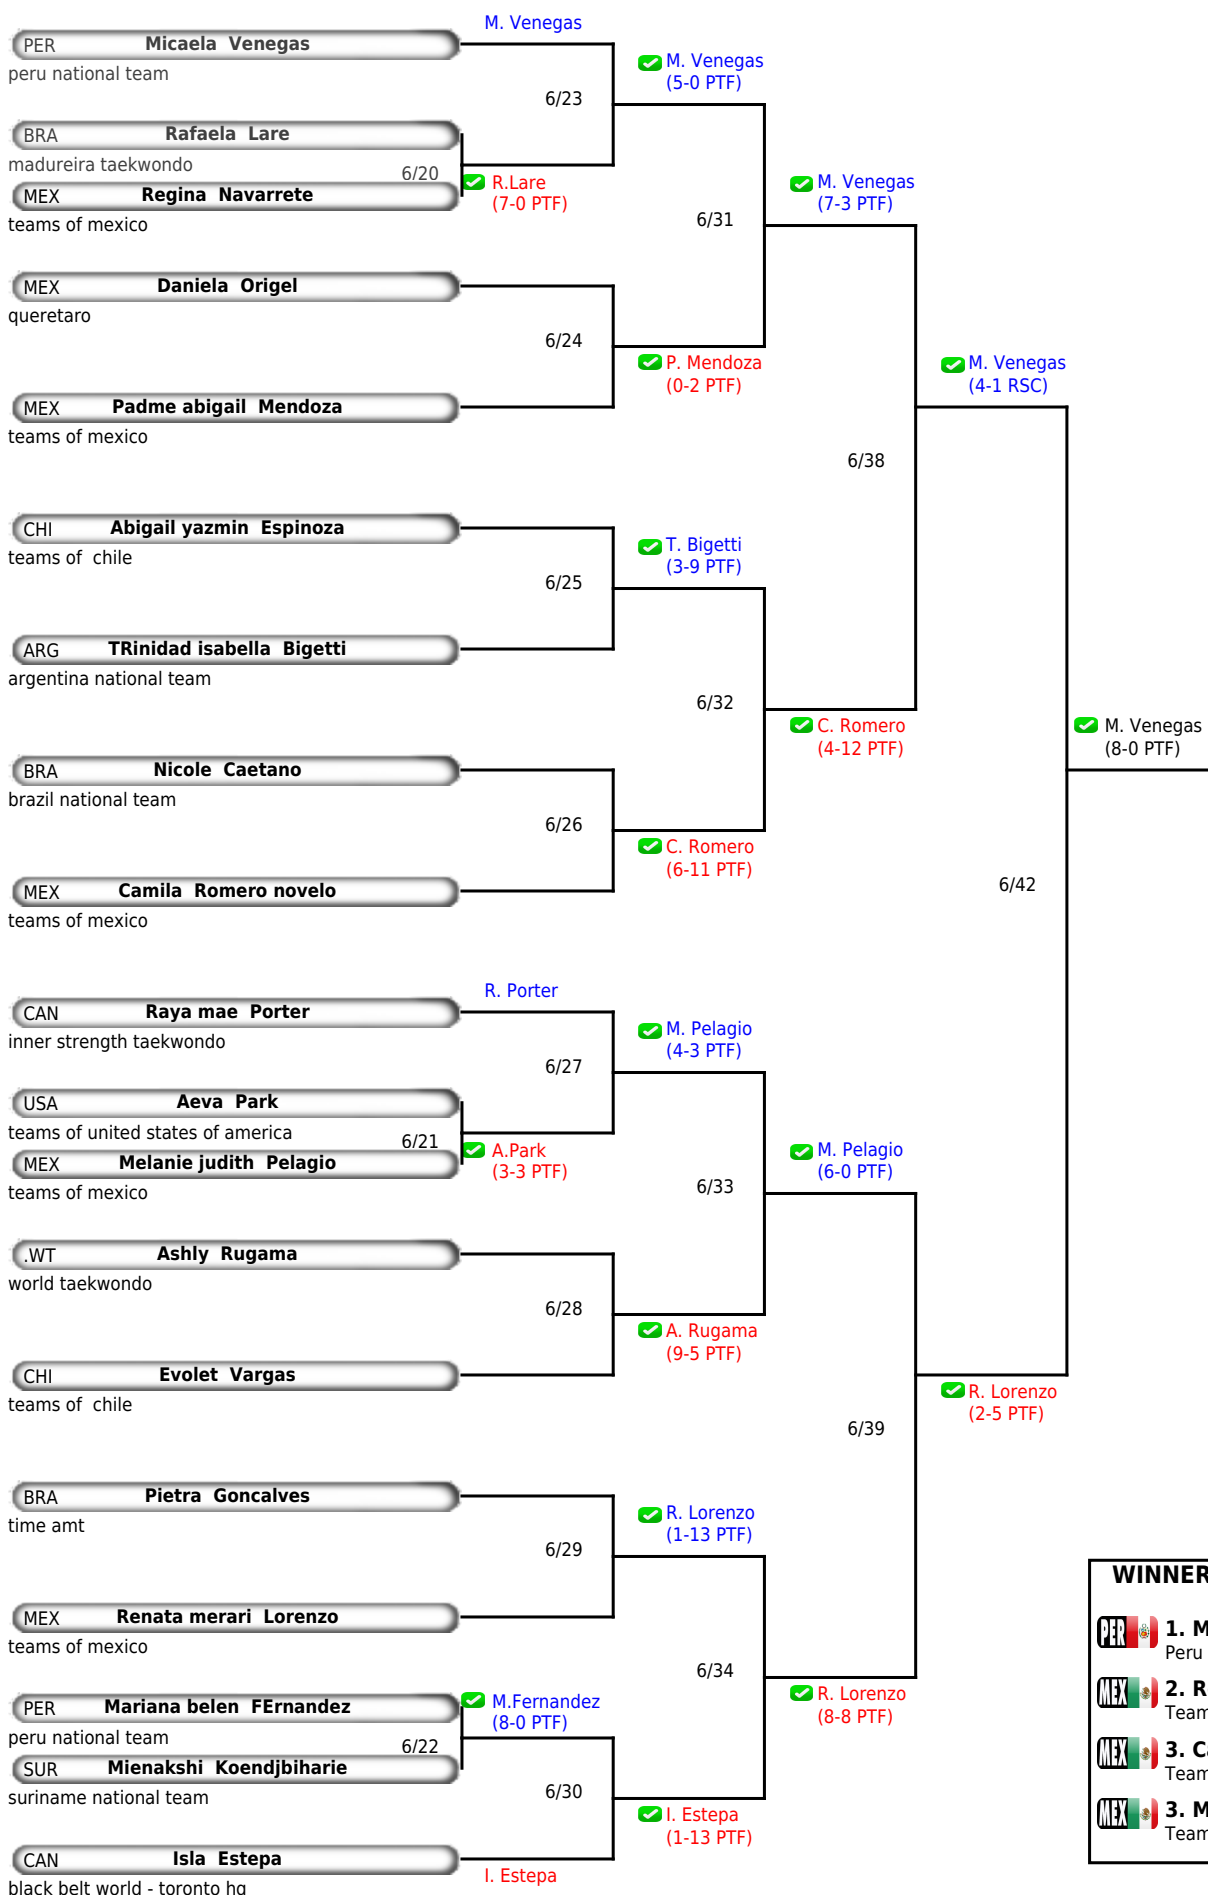 M. Venegas
PER Micaela Venegas
peru national team
M. Venegas
(5-0 PTF)
6/23
BRA Rafaela Lare
madureira taekwondo
6/20
R.Lare
(7-0 PTF)
MEX Regina Navarrete
teams of mexico
M. Venegas
(7-3 PTF)
6/31
MEX Daniela Origel
queretaro
6/24
P. Mendoza
(0-2 PTF)
MEX Padme abigail Mendoza
teams of mexico
M. Venegas
(4-1 RSC)
6/38
CHI Abigail yazmin Espinoza
teams of chile
T. Bigetti
(3-9 PTF)
6/25
ARG TRinidad isabella Bigetti
argentina national team
6/32
C. Romero
(4-12 PTF)
M. Venegas
(8-0 PTF)
BRA Nicole Caetano
brazil national team
6/26
C. Romero
(6-11 PTF)
MEX Camila Romero novelo
teams of mexico
6/42
R. Porter
CAN Raya mae Porter
inner strength taekwondo
M. Pelagio
(4-3 PTF)
6/27
USA Aeva Park
teams of united states of america
6/21
A.Park
(3-3 PTF)
MEX Melanie judith Pelagio
teams of mexico
M. Pelagio
(6-0 PTF)
6/33
.WT Ashly Rugama
world taekwondo
6/28
A. Rugama
(9-5 PTF)
CHI Evolet Vargas
teams of chile
R. Lorenzo
(2-5 PTF)
6/39
BRA Pietra Goncalves
time amt
R. Lorenzo
(1-13 PTF)
6/29
MEX Renata merari Lorenzo
teams of mexico
6/34
R. Lorenzo
(8-8 PTF)
PER Mariana belen FErnandez
peru national team
M.Fernandez
(8-0 PTF)
6/22
SUR Mienakshi Koendjbiharie
suriname national team
6/30
I. Estepa
(1-13 PTF)
CAN Isla Estepa
I. Estepa
black belt world - toronto hq
WINNER
PER 1. M
Peru
MEX 2. R
Team
MEX 3. Ca
Team
MEX 3. M
Team